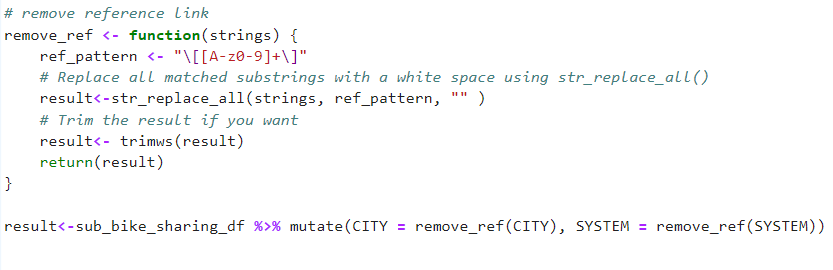 # remove reference link
remove_ref <- function(strings) {
    ref_pattern <- "\[[A-z0-9]+\]"
    # Replace all matched substrings with a white space using str_replace_all()
    result<-str_replace_all(strings, ref_pattern, "" )
    # Trim the result if you want
    result<- trimws(result)
    return(result)
}

result<-sub_bike_sharing_df %>% mutate(CITY = remove_ref(CITY), SYSTEM = remove_ref(SYSTEM))